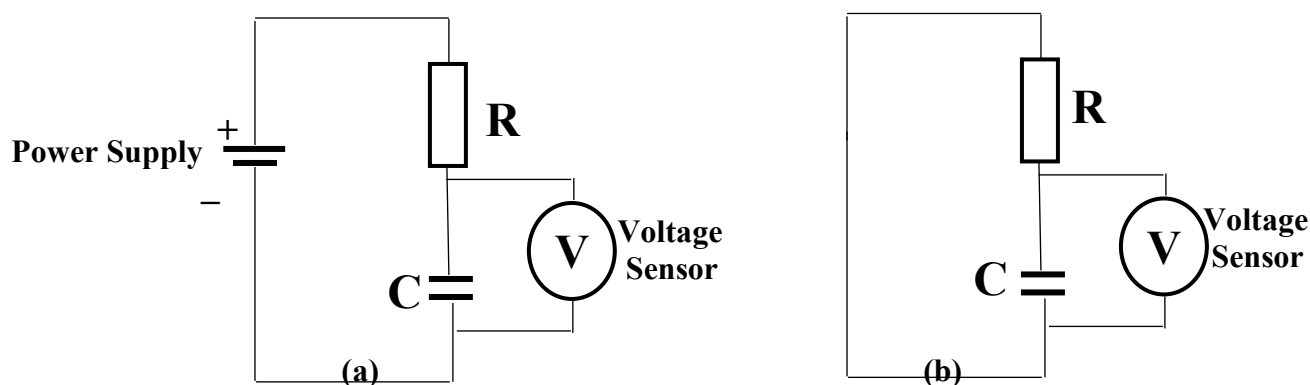 +
Power Supply
–
R
V
Voltage
Sensor
C
(a)
R
V
Voltage
Sensor
C
(b)